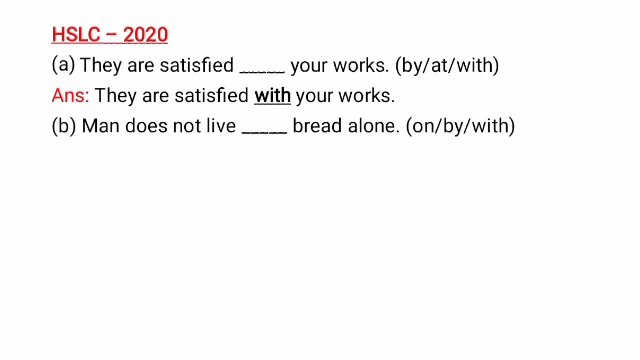 HSLC – 2020
(a) They are satisfied _____ your works. (by/at/with)
Ans: They are satisfied with your works.
(b) Man does not live _____ bread alone. (on/by/with)